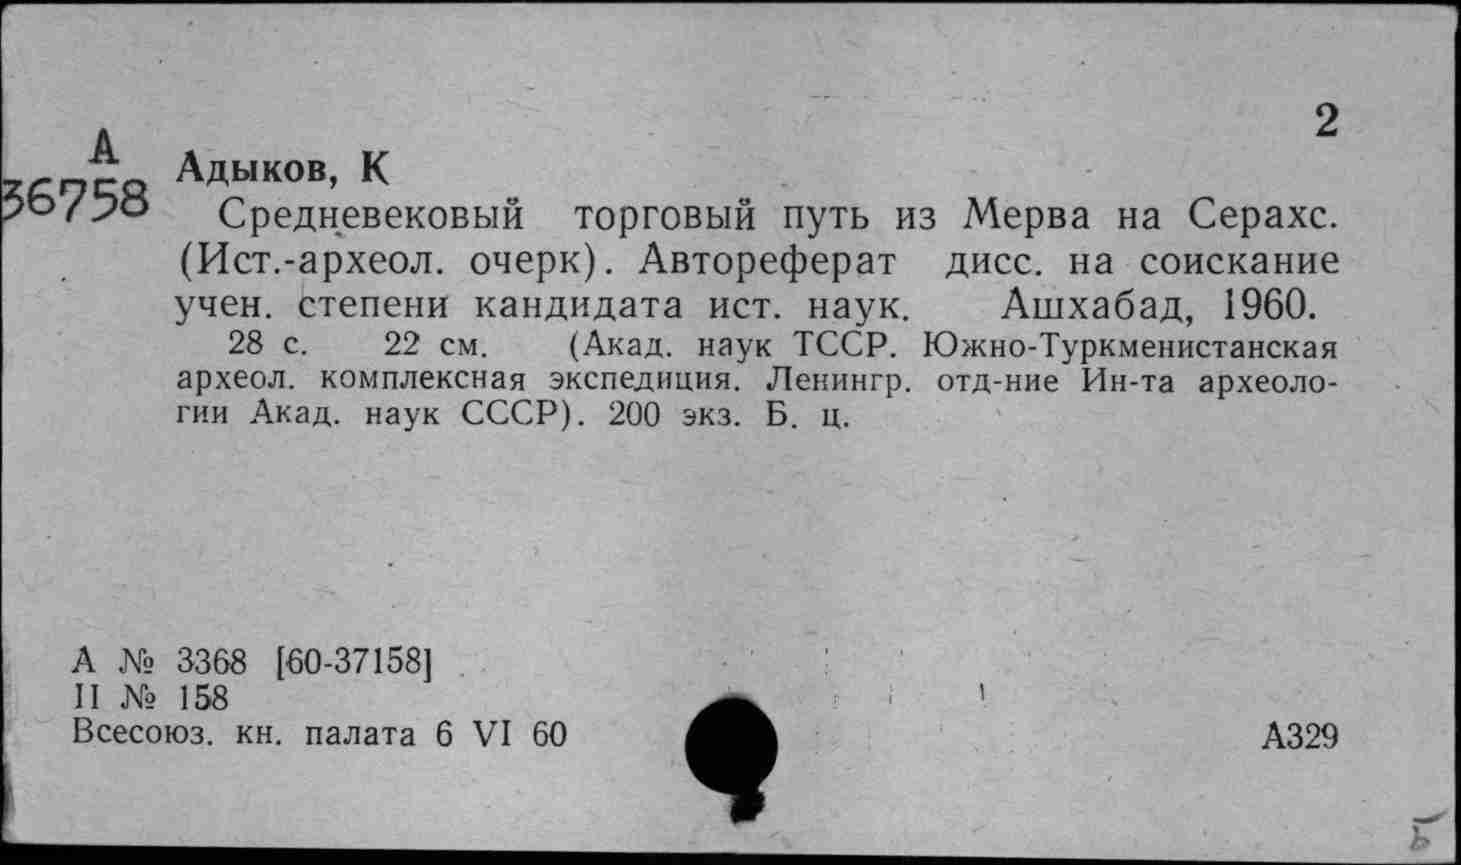 2
А
36758
Адыков, К
Средневековый торговый путь из Мерва на Серахс.
(Ист.-археол. очерк). Автореферат дисс. на соискание
учен. степени кандидата ист. наук. Ашхабад, 1960.
28 с. 22 см. (Акад. наук ТССР. Южно-Туркменистанская
археол. комплексная экспедиция. Ленингр. отд-ние Ин-та археоло-
гии Акад. наук СССР). 200 экз. Б. ц.
А № 3368 [60-37158]
II № 158
Всесоюз. кн. палата 6 VI 60
А329